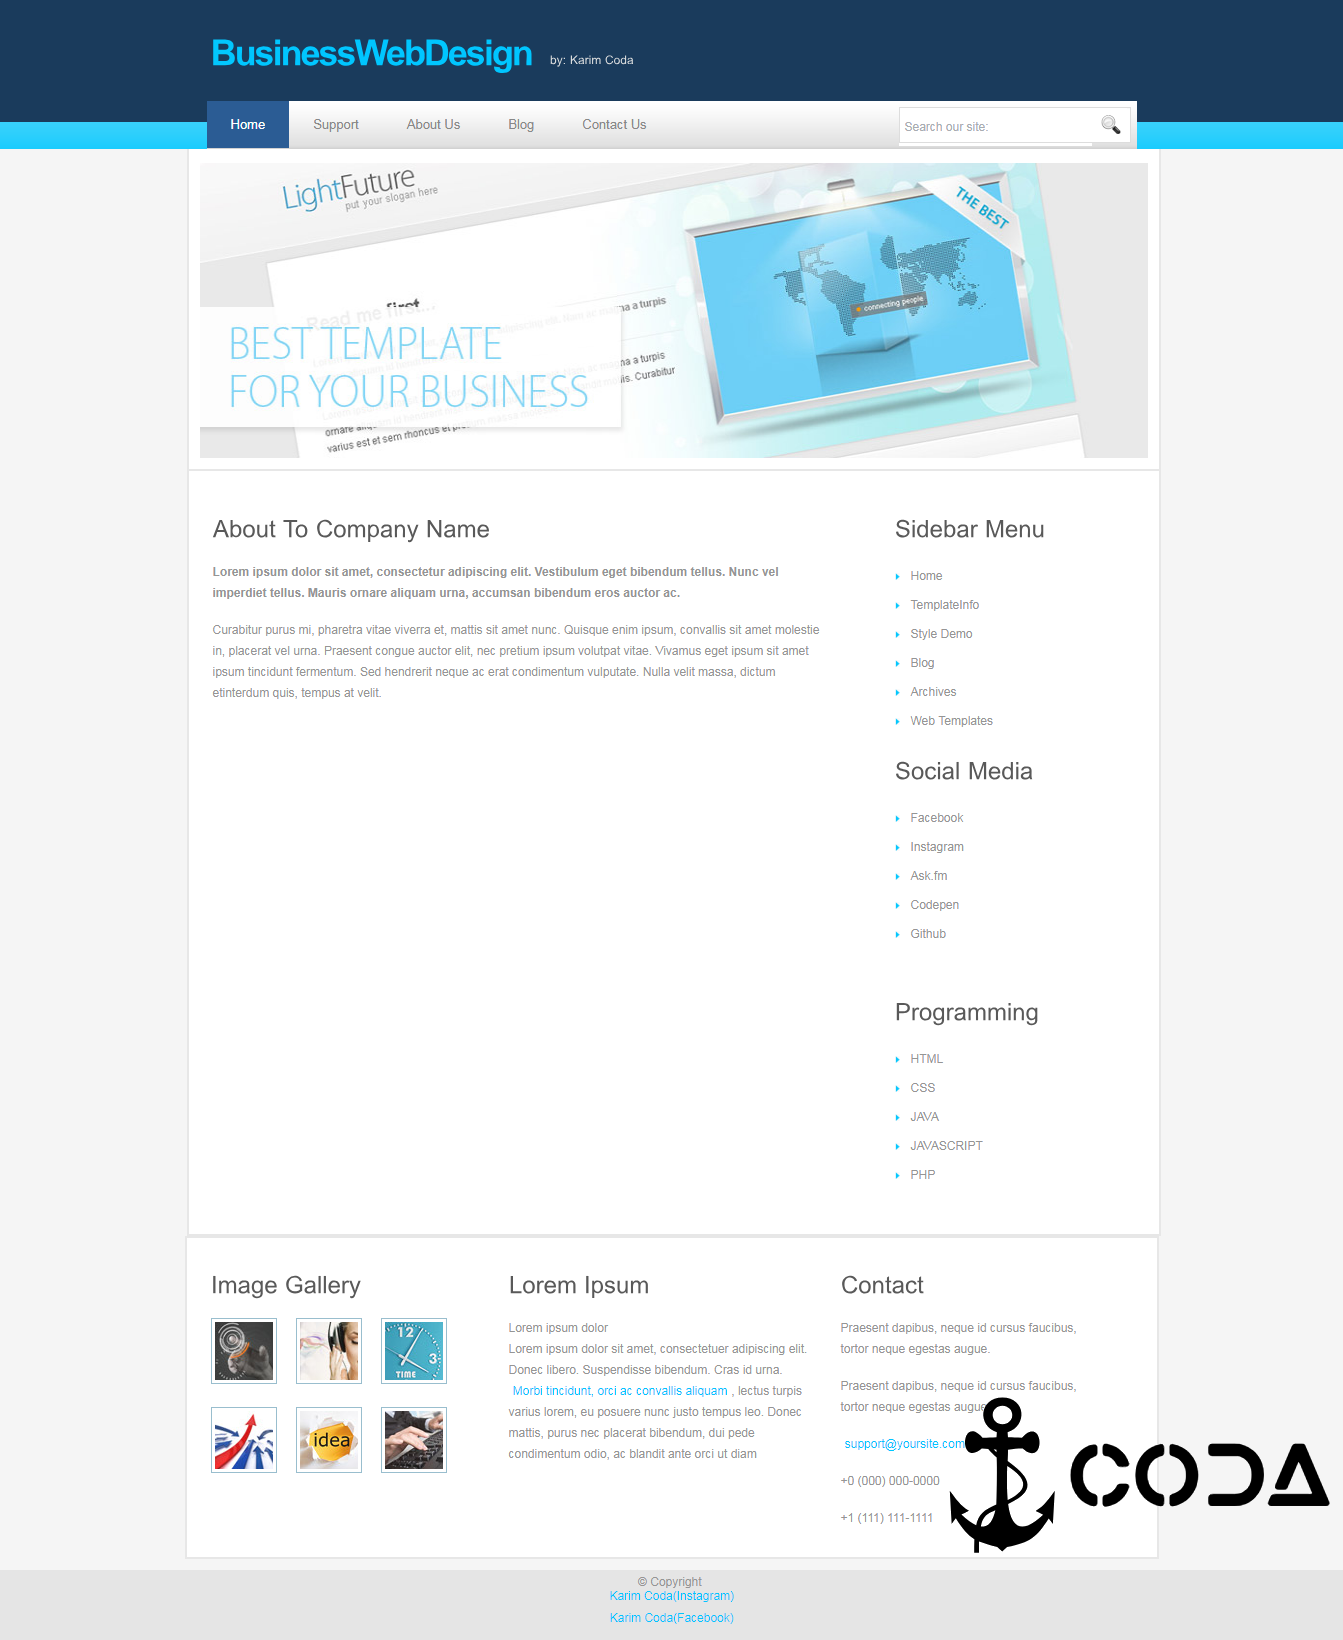 BusinessWebDesign by: Karim Coda
Home Support About Us Blog Contact Us Search our site:
LightFuture
put your slogan here
THE BEST
connecting people
Read me first...
na a turpis
BEST TEMPLATE
FOR YOUR BUSINESS
na a turpis
Curabitur
varius est et sem rhoncus et
About To Company Name
Lorem ipsum dolor sit amet, consectetur adipiscing elit. Vestibulum eget bibendum tellus. Nunc vel
imperdiet tellus. Mauris ornare aliquam urna, accumsan bibendum eros auctor ac.
Curabitur purus mi, pharetra vitae viverra et, mattis sit amet nunc. Quisque enim ipsum, convallis sit amet molestie
in, placerat vel urna. Praesent congue auctor elit, nec pretium ipsum volutpat vitae. Vivamus eget ipsum sit amet
ipsum tincidunt fermentum. Sed hendrerit neque ac erat condimentum vulputate. Nulla velit massa, dictum
etinterdum quis, tempus at velit.
Sidebar Menu
Home
TemplateInfo
Style Demo
Blog
Archives
Web Templates
Social Media
Facebook
Instagram
Ask.fm
Codepen
Github
Programming
HTML
CSS
JAVA
JAVASCRIPT
PHP
Image Gallery
12
3
TIME
idea
Lorem Ipsum
Lorem ipsum dolor
Lorem ipsum dolor sit amet, consectetuer adipiscing elit.
Donec libero. Suspendisse bibendum. Cras id urna.
Morbi tincidunt, orci ac convallis aliquam , lectus turpis
varius lorem, eu posuere nunc justo tempus leo. Donec
mattis, purus nec placerat bibendum, dui pede
condimentum odio, ac blandit ante orci ut diam
Contact
Praesent dapibus, neque id cursus faucibus,
tortor neque egestas augue.
Praesent dapibus, neque id cursus faucibus,
tortor neque egestas augue
support@yoursite.com
+0 (000) 000-0000
+1 (111) 111-1111
CODA
© Copyright
Karim Coda(Instagram)
Karim Coda(Facebook)